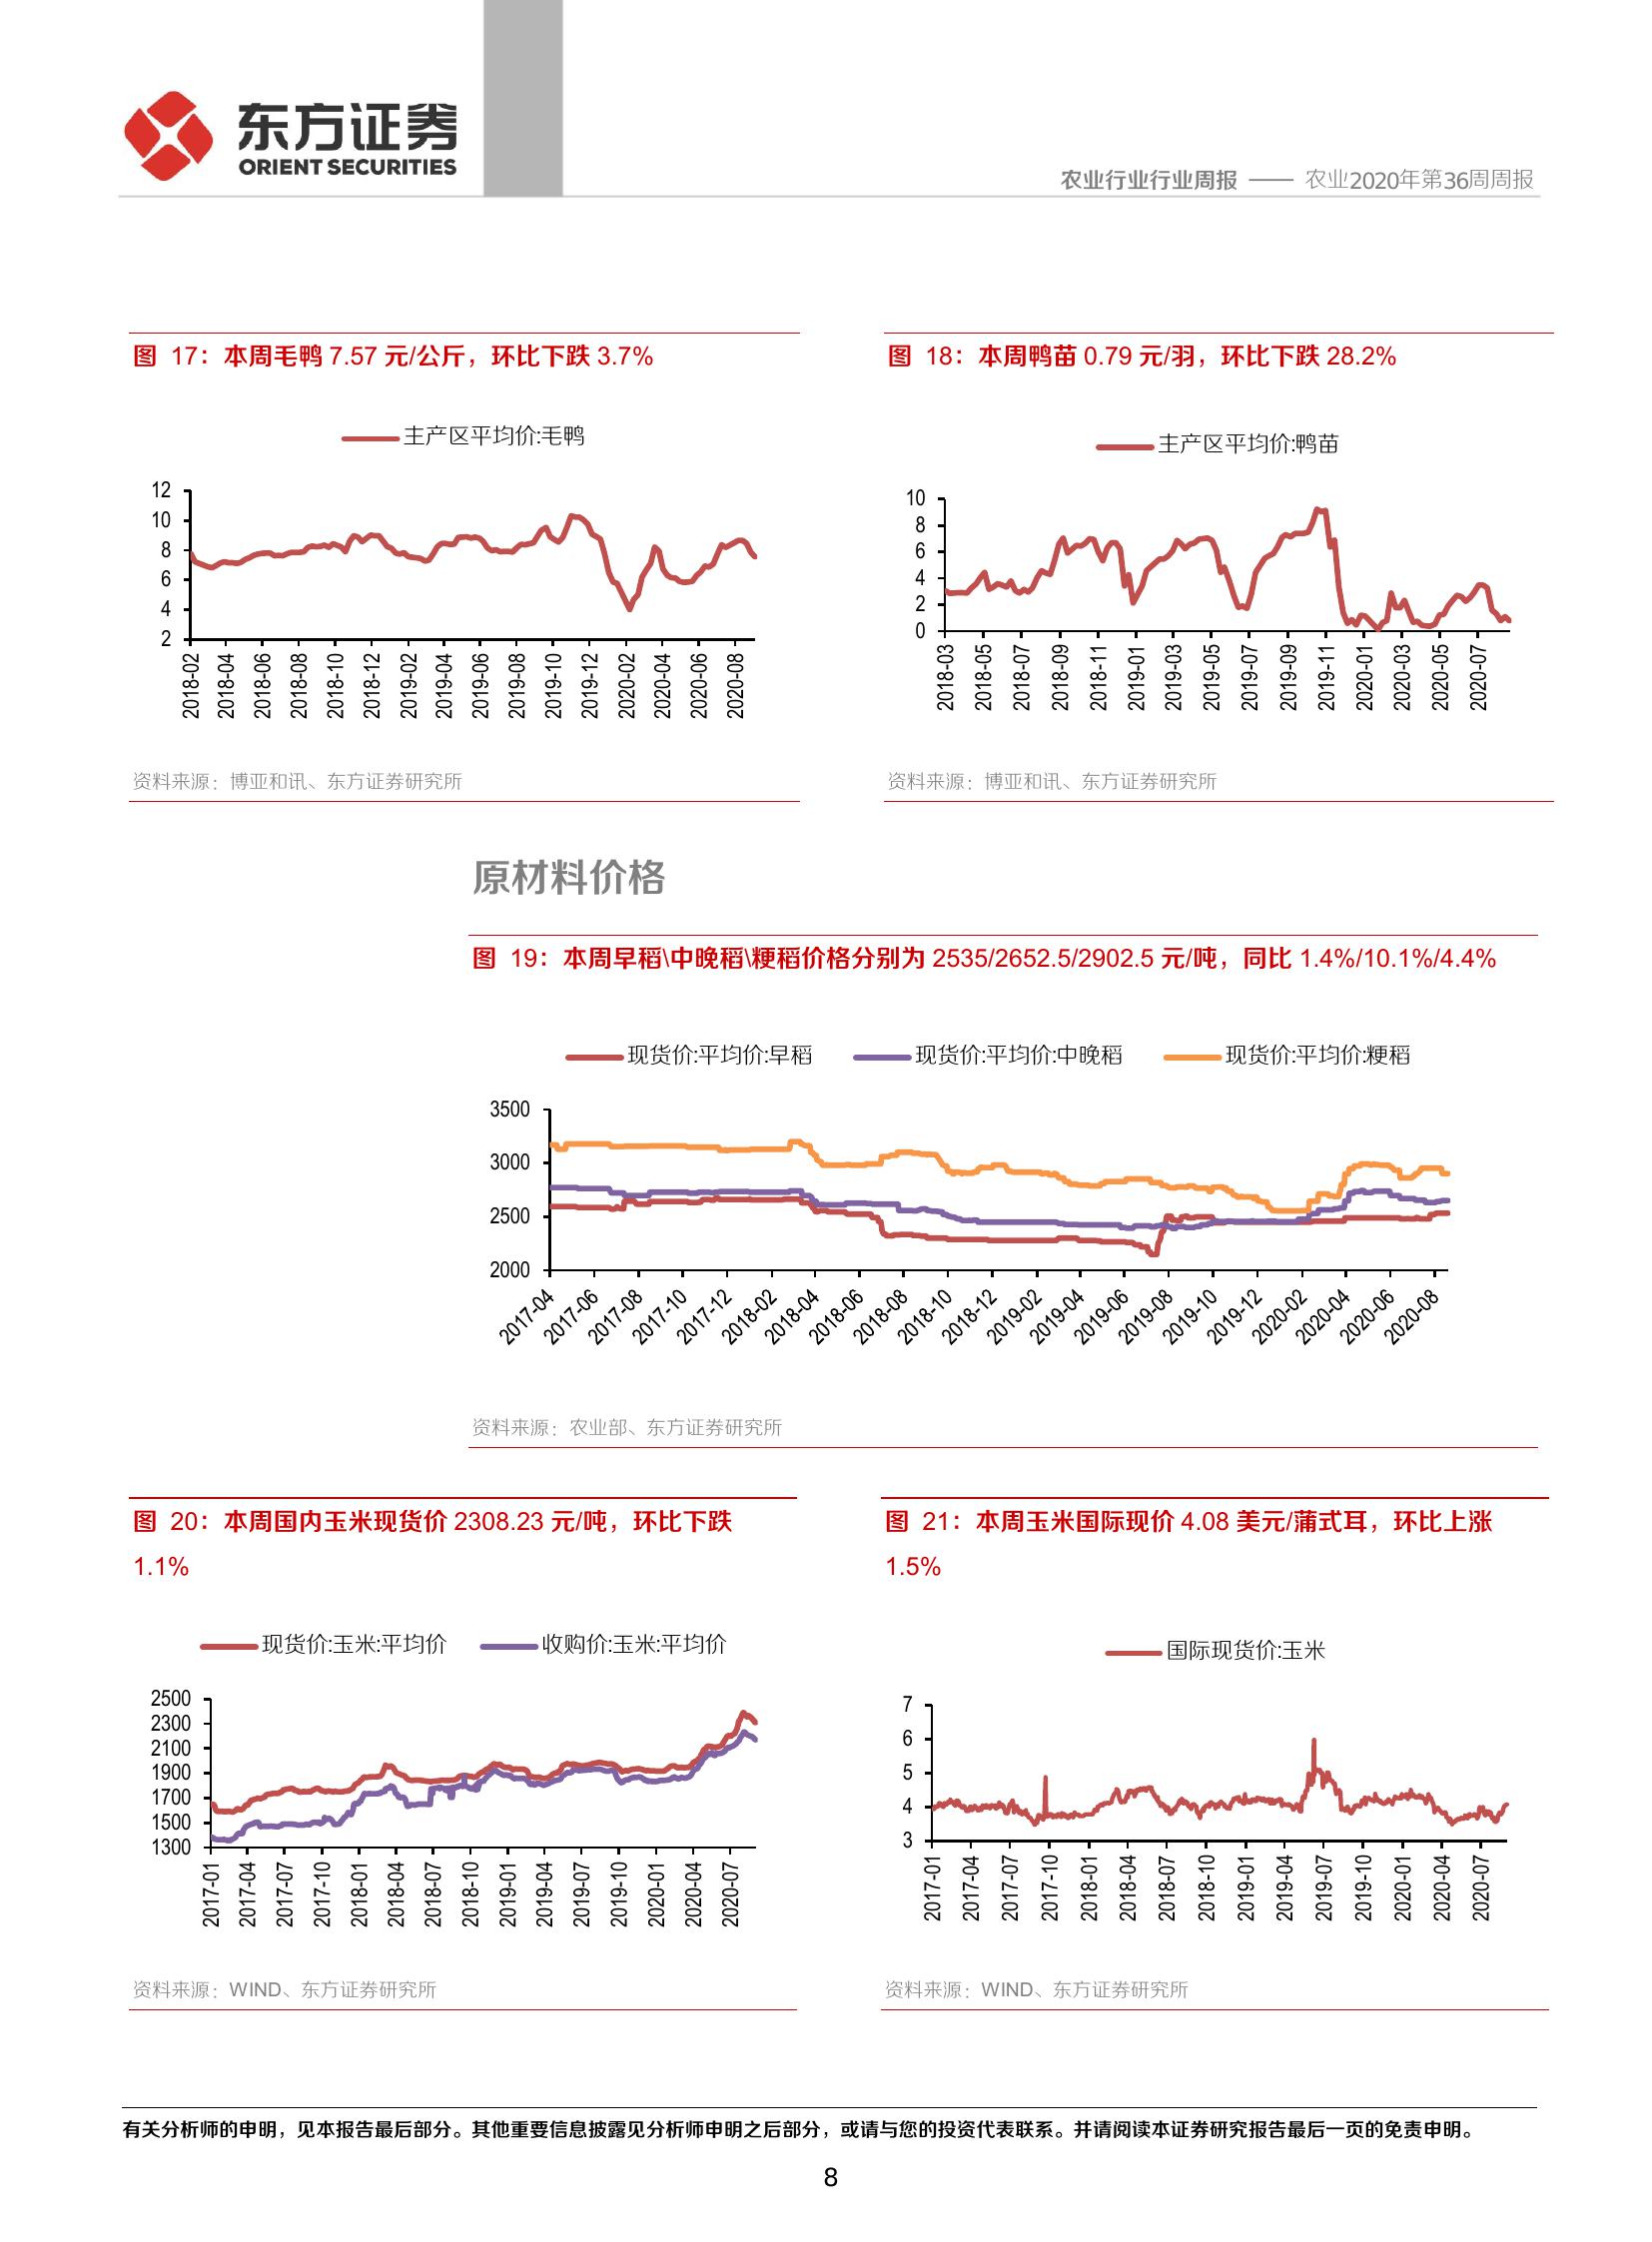 东方证券
ORIENT SECURITIES
农业行业行业周报 —— 农业2020年第36周周报
图 17：本周毛鸭 7.57 元/公斤，环比下跌 3.7%
主产区平均价:毛鸭
12
10
8
6
4
2
2018-02 2018-04 2018-06 2018-08 2018-10 2018-12 2019-02 2019-04 2019-06 2019-08 2019-10 2019-12 2020-02 2020-04 2020-06 2020-08
资料来源：博亚和讯、东方证券研究所
图 18：本周鸭苗 0.79 元/羽，环比下跌 28.2%
主产区平均价:鸭苗
10
8
6
4
2
0
2018-03 2018-05 2018-07 2018-09 2018-11 2019-01 2019-03 2019-05 2019-07 2019-09 2019-11 2020-01 2020-03 2020-05 2020-07
资料来源：博亚和讯、东方证券研究所
原材料价格
图 19：本周早稻\中晚稻\粳稻价格分别为 2535/2652.5/2902.5 元/吨，同比 1.4%/10.1%/4.4%
现货价:平均价:早稻 现货价:平均价:中晚稻 现货价:平均价:粳稻
3500
3000
2500
2000
2017-04 2017-06 2017-08 2017-10 2017-12 2018-02 2018-04 2018-06 2018-08 2018-10 2018-12 2019-02 2019-04 2019-06 2019-08 2019-10 2019-12 2020-02 2020-04 2020-06 2020-08
资料来源：农业部、东方证券研究所
图 20：本周国内玉米现货价 2308.23 元/吨，环比下跌
1.1%
现货价:玉米:平均价 收购价:玉米:平均价
2500
2300
2100
1900
1700
1500
1300
2017-01 2017-04 2017-07 2017-10 2018-01 2018-04 2018-07 2018-10 2019-01 2019-04 2019-07 2019-10 2020-01 2020-04 2020-07
资料来源：WIND、东方证券研究所
图 21：本周玉米国际现价 4.08 美元/蒲式耳，环比上涨
1.5%
国际现货价:玉米
7
6
5
4
3
2017-01 2017-04 2017-07 2017-10 2018-01 2018-04 2018-07 2018-10 2019-01 2019-04 2019-07 2019-10 2020-01 2020-04 2020-07
资料来源：WIND、东方证券研究所
有关分析师的申明，见本报告最后部分。其他重要信息披露见分析师申明之后部分，或请与您的投资代表联系。并请阅读本证券研究报告最后一页的免责申明。
8